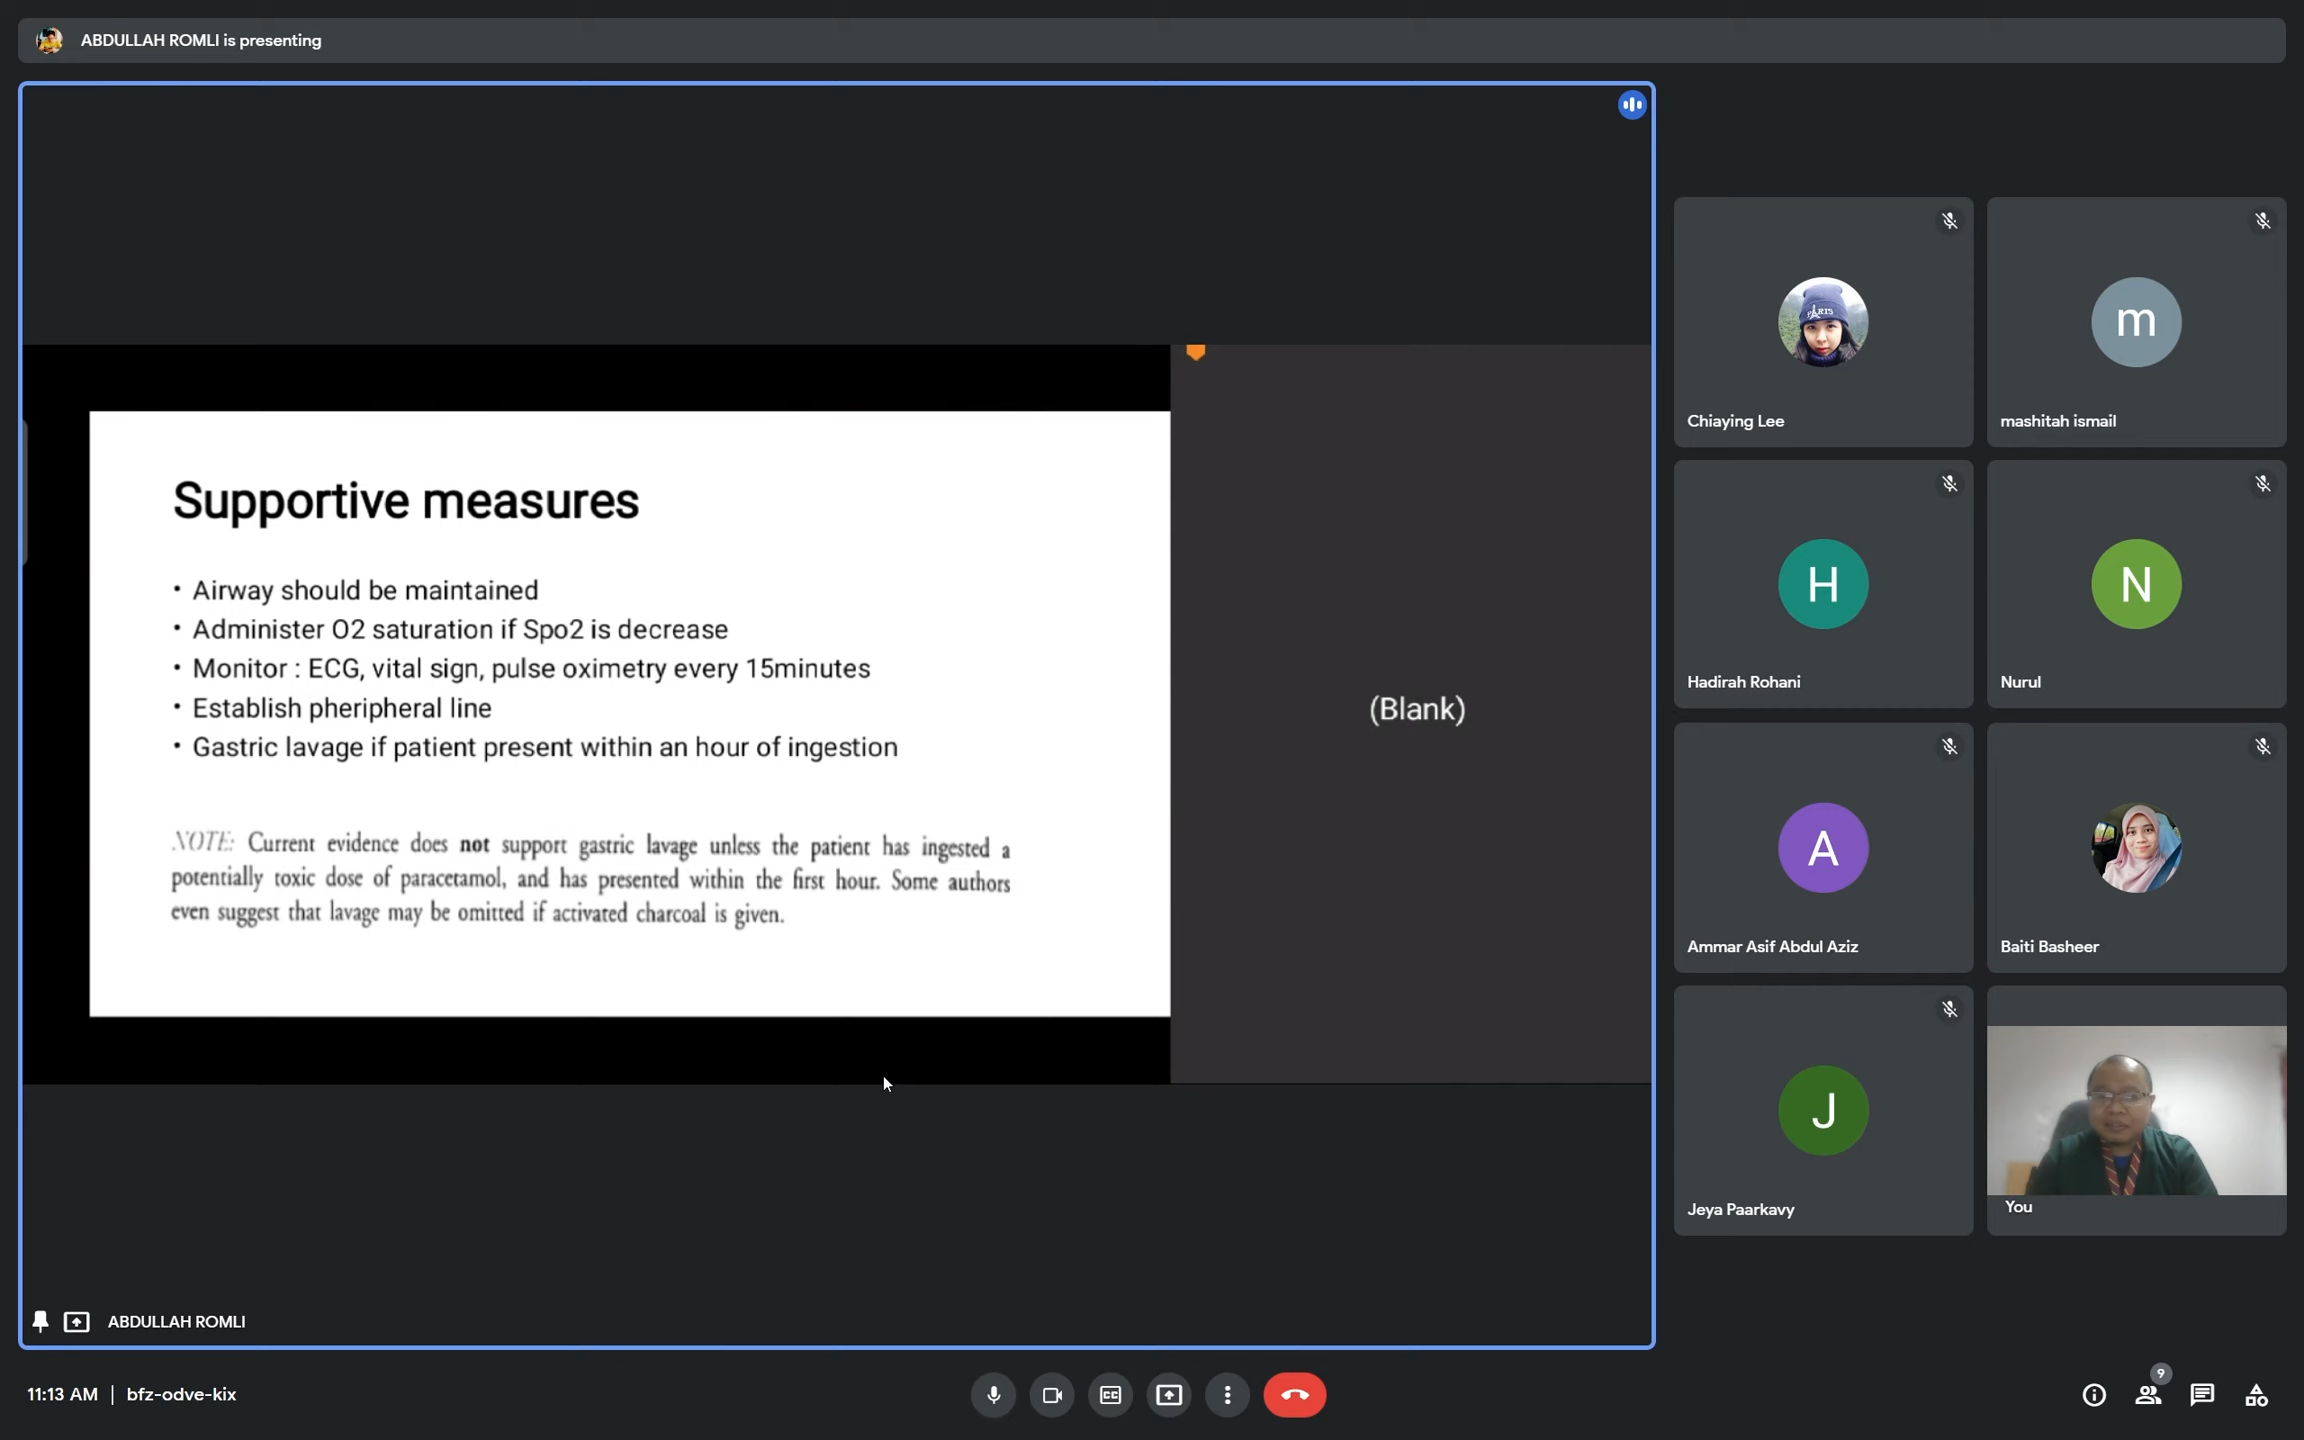 ABDULLAH ROMLI is presenting
Supportive measures
• Airway should be maintained
• Administer O2 saturation if Spo2 is decrease
• Monitor : ECG, vital sign, pulse oximetry every 15minutes
• Establish pheripheral line
• Gastric lavage if patient present within an hour of ingestion
NOTE: Current evidence does not support gastric lavage unless the patient has ingested a
potentially toxic dose of paracetamol, and has presented within the first hour. Some authors
even suggest that lavage may be omitted if activated charcoal is given.
(Blank)
PARIS
Chiaying Lee
m
mashitah ismail
H
Hadirah Rohani
N
Nurul
A
Ammar Asif Abdul Aziz
Baiti Basheer
J
Jeya Paarkavy
You
ABDULLAH ROMLI
11:13 AM | bfz-odve-kix
CC
9